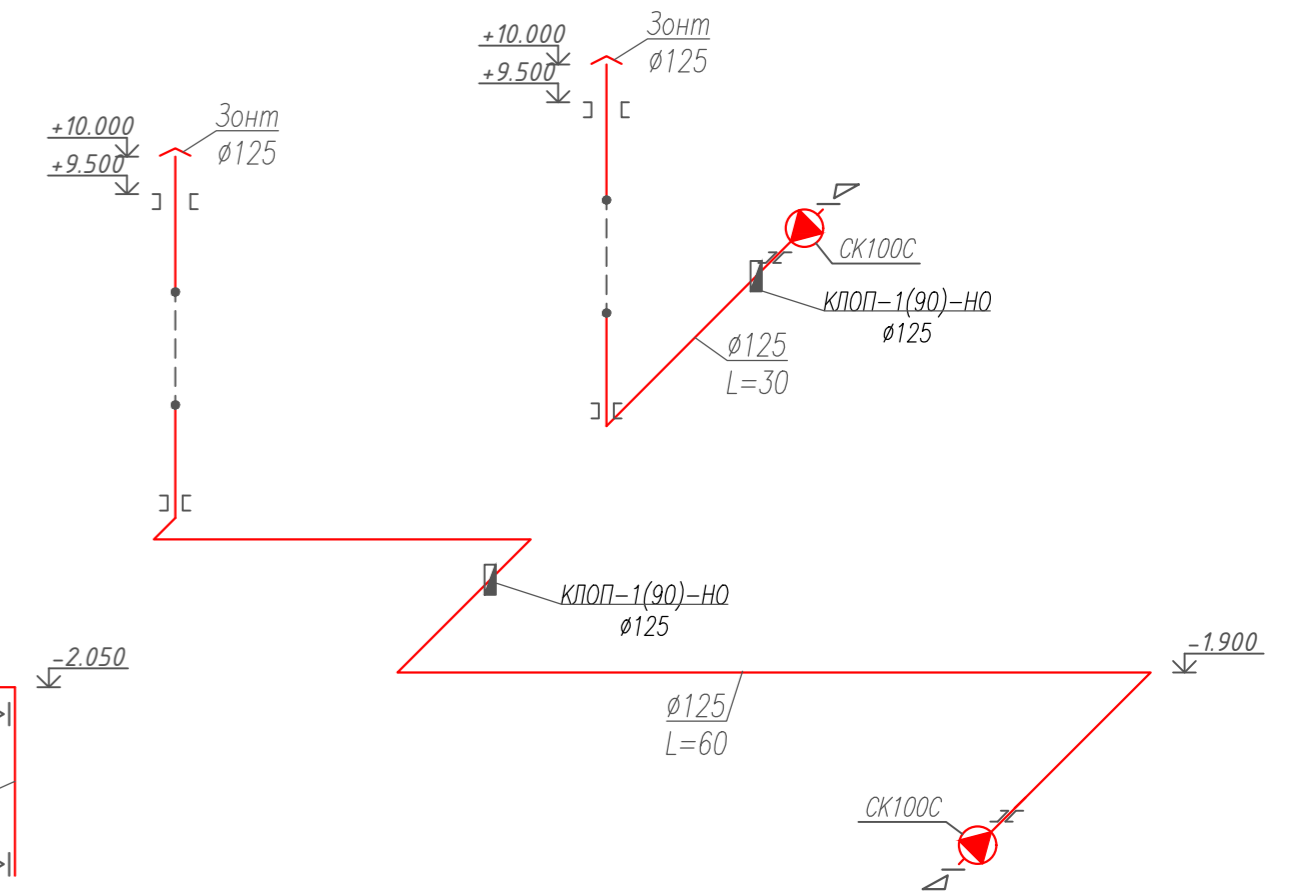 +10.000
Зонт
+9.500
ø125
+10.000
Зонт
+9.500
ø125
СК100С
КЛОП-1(90)-НО
ø125
ø125
L=30
КЛОП-1(90)-НО
ø125
-1.900
-2.050
ø125
L=60
СК100С